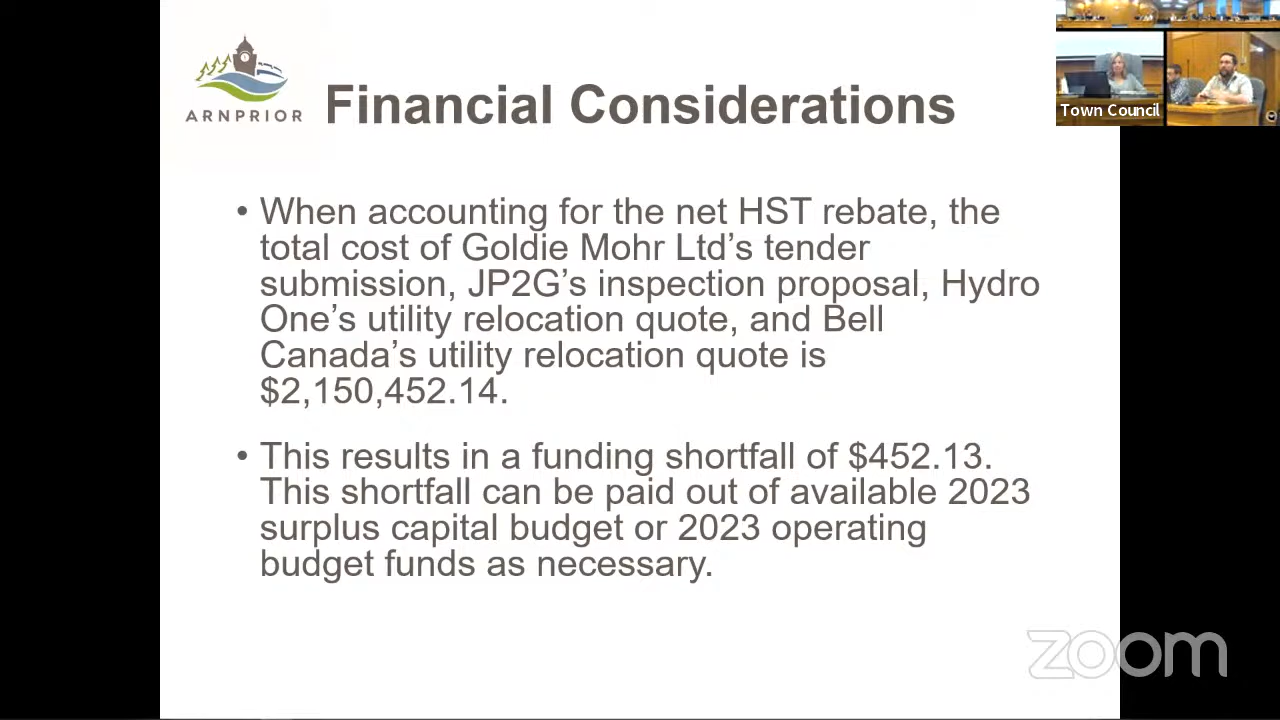 ARNPRIOR
Financial Considerations
• When accounting for the net HST rebate, the
total cost of Goldie Mohr Ltd’s tender
submission, JP2G’s inspection proposal, Hydro
One’s utility relocation quote, and Bell
Canada’s utility relocation quote is
$2,150,452.14.
• This results in a funding shortfall of $452.13.
This shortfall can be paid out of available 2023
surplus capital budget or 2023 operating
budget funds as necessary.
Town Council
zoom